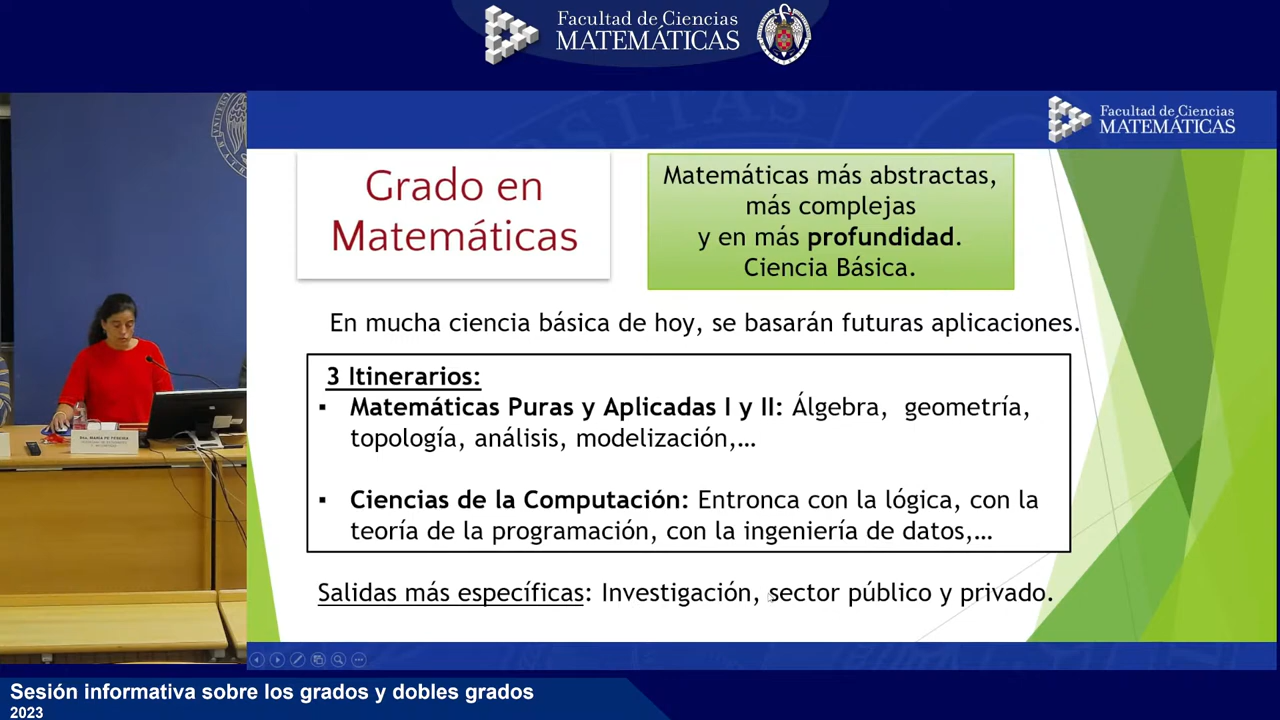 Facultad de Ciencias
MATEMÁTICAS
Facultad de Ciencias
MATEMÁTICAS
Grado en
Matemáticas
Matemáticas más abstractas,
más complejas
y en más profundidad.
Ciencia Básica.
En mucha ciencia básica de hoy, se basarán futuras aplicaciones.
3 Itinerarios:
▪ Matemáticas Puras y Aplicadas I y II: Álgebra, geometría,
topología, análisis, modelización,...
▪ Ciencias de la Computación: Entronca con la lógica, con la
teoría de la programación, con la ingeniería de datos,...
Salidas más específicas: Investigación, sector público y privado.
Dra. MARÍA PE PEREIRA
Sesión informativa sobre los grados y dobles grados
2023